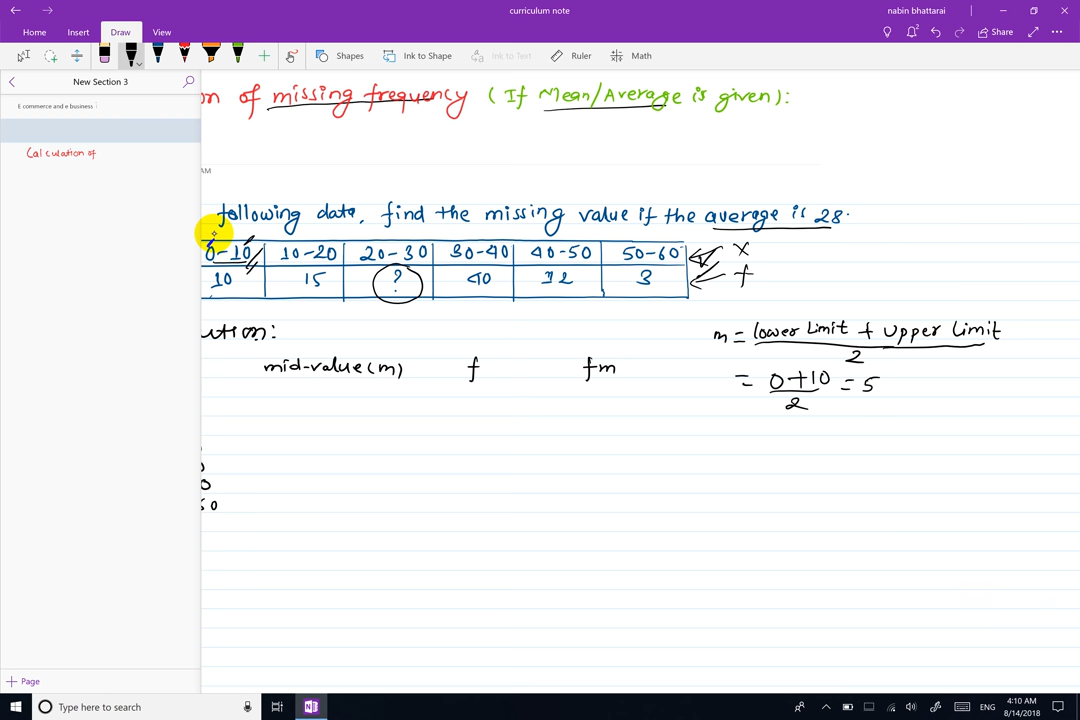 curriculum note
nabin bhattarai
Home Insert Draw View
Share
Shapes Ink to Shape Ink to Text Ruler Math
New Section 3
E commerce and e business
Calculation of
on of missing frequency (If Mean/Average is given):
AM
following data, find the missing value if the average is 28.
0-10 10-20 20-30 30-40 40-50 50-60 x
10 15 ? 40 12 3 f
ution:
m = lower limit + upper limit
2
mid-value(m) f fm
= 0+10 = 5
2
0
50
+ Page
Type here to search
ENG
4:10 AM
8/14/2018